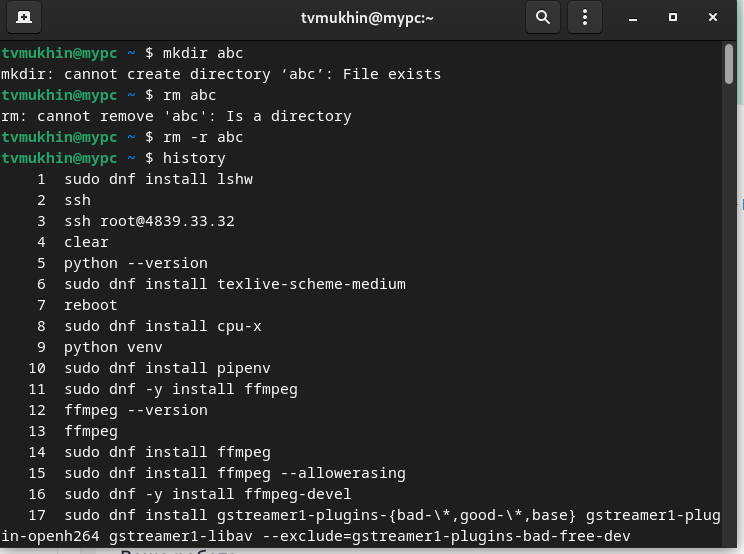 tvmukhin@mypc:~
tvmukhin@mypc ~ $ mkdir abc
mkdir: cannot create directory ‘abc’: File exists
tvmukhin@mypc ~ $ rm abc
rm: cannot remove 'abc': Is a directory
tvmukhin@mypc ~ $ rm -r abc
tvmukhin@mypc ~ $ history
1 sudo dnf install lshw
2 ssh
3 ssh root@4839.33.32
4 clear
5 python --version
6 sudo dnf install texlive-scheme-medium
7 reboot
8 sudo dnf install cpu-x
9 python venv
10 sudo dnf install pipenv
11 sudo dnf -y install ffmpeg
12 ffmpeg --version
13 ffmpeg
14 sudo dnf install ffmpeg
15 sudo dnf install ffmpeg --allowerasing
16 sudo dnf -y install ffmpeg-devel
17 sudo dnf install gstreamer1-plugins-{bad-\*,good-\*,base} gstreamer1-plug
in-openh264 gstreamer1-libav --exclude=gstreamer1-plugins-bad-free-dev